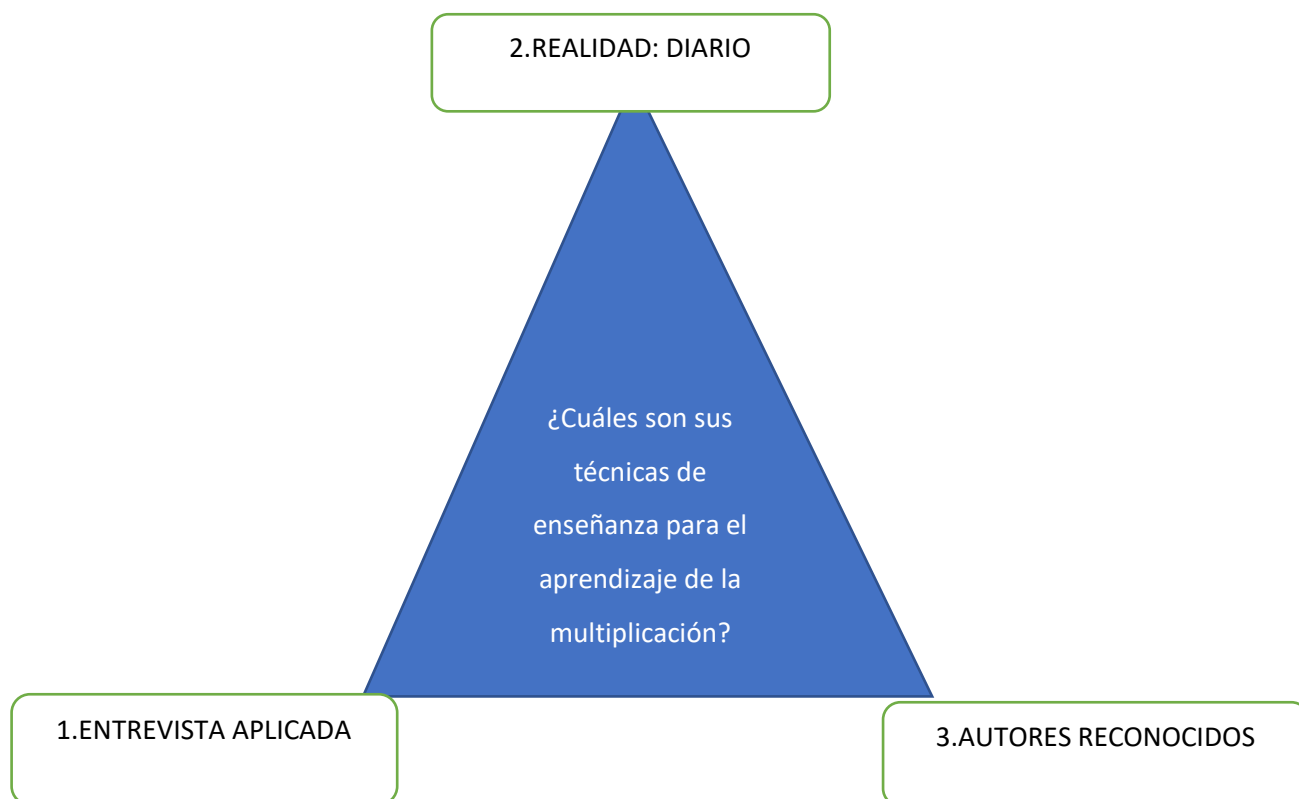 2.REALIDAD: DIARIO
¿Cuáles son sus
técnicas de
enseñanza para el
aprendizaje de la
multiplicación?
1.ENTREVISTA APLICADA
3.AUTORES RECONOCIDOS